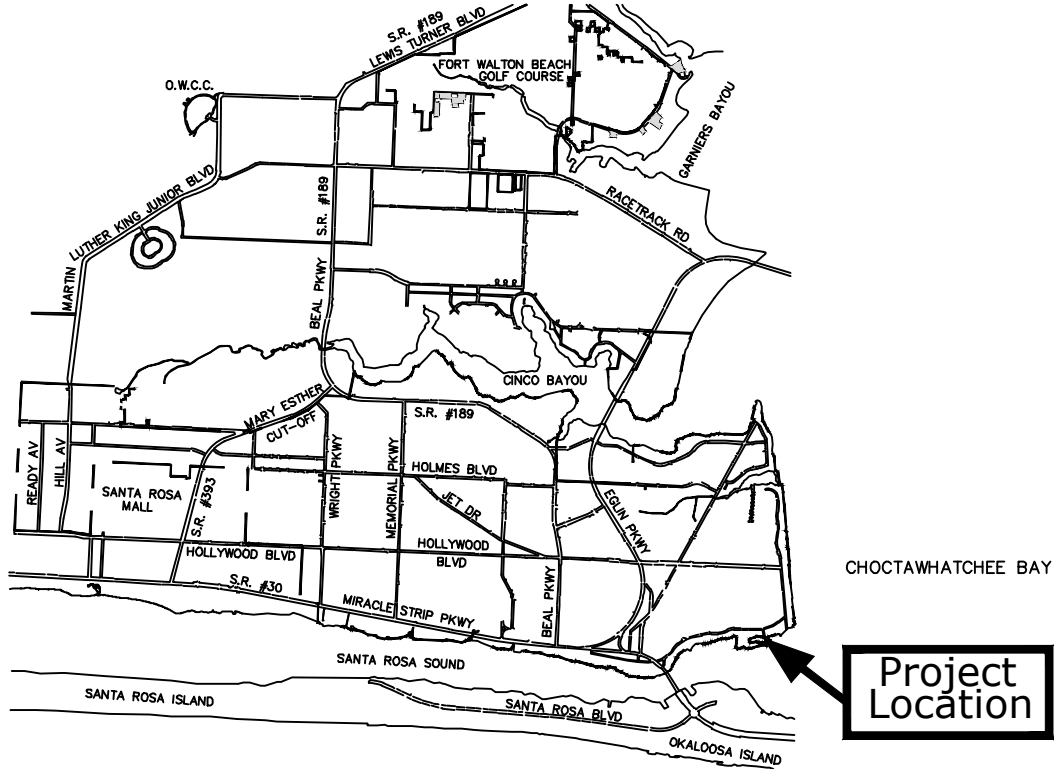 S.R. #189
LEWIS TURNER BLVD
FORT WALTON BEACH
GOLF COURSE
O.W.C.C.
GARNIERS BAYOU
MARTIN LUTHER KING JUNIOR BLVD
S.R. #189
RACETRACK RD
BEAL PKWY
CINCO BAYOU
MARY ESTHER
CUT-OFF
S.R. #189
READY AV
HILL AV
SANTA ROSA
MALL
S.R. #393
WRIGHT PKWY
MEMORIAL PKWY
HOLMES BLVD
JET DR
EGLIN PKWY
HOLLYWOOD BLVD
HOLLYWOOD
BLVD
BEAL PKWY
CHOCTAWHATCHEE BAY
S.R. #30
MIRACLE STRIP PKWY
SANTA ROSA SOUND
Project
Location
SANTA ROSA ISLAND
SANTA ROSA BLVD
OKALOOSA ISLAND